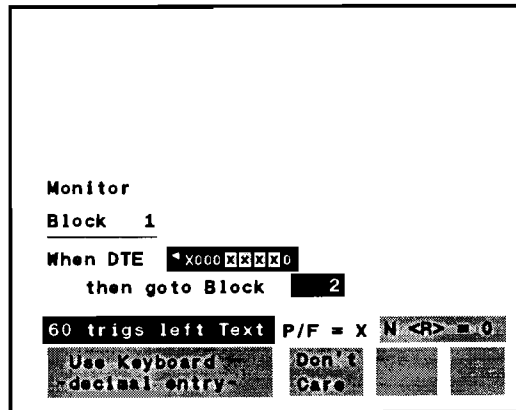 Monitor
Block 1
When DTE ◄X000XXXX0
then goto Block 2
60 trigs left Text P/F = X N <R> = 0
Use Keyboard Don't
-decimal entry- Care